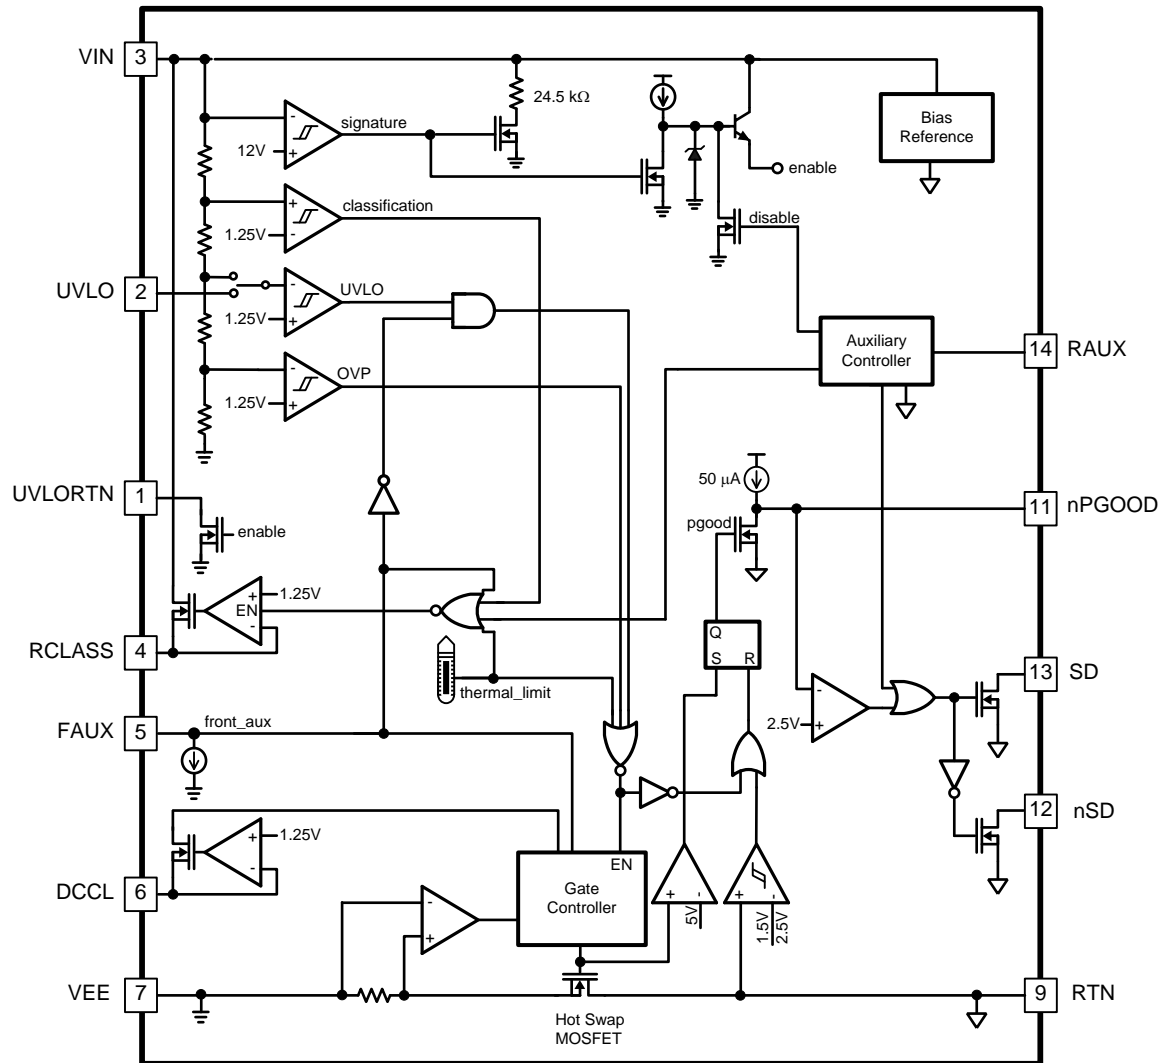 VIN
3
24.5 kΩ
signature
-
12V
+
Bias
Reference
enable
+
classification
1.25V
-
disable
UVLO
2
-
UVLO
1.25V
+
Auxiliary
Controller
14
RAUX
-
OVP
1.25V
+
50 μA
UVLORTN
1
11
nPGOOD
enable
pgood
+
1.25V
EN
-
RCLASS
4
Q
S
R
thermal_limit
13
SD
-
2.5V
+
FAUX
5
front_aux
12
nSD
+
1.25V
-
DCCL
6
EN
Gate
Controller
-
+
+
-
5V
+
-
1.5V
2.5V
VEE
7
9
RTN
Hot Swap
MOSFET